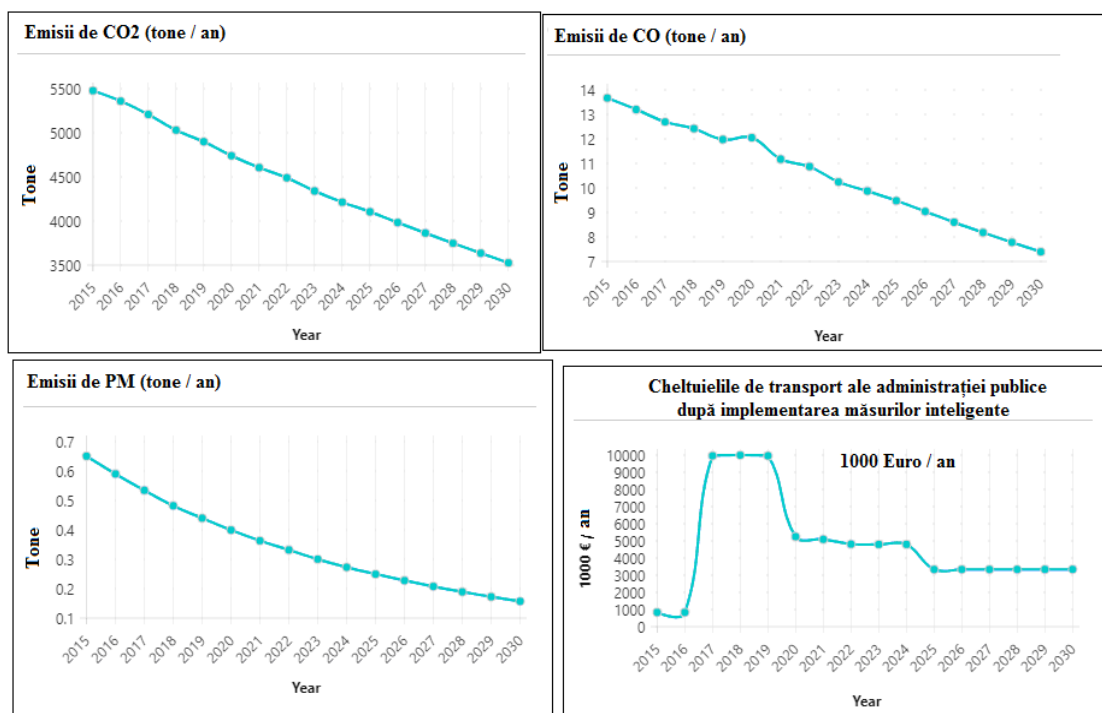 Emisii de CO2 (tone / an)
5500
5000
4500
4000
3500
Tone
2015 2016 2017 2018 2019 2020 2021 2022 2023 2024 2025 2026 2027 2028 2029 2030
Year
Emisii de CO (tone / an)
14
13
12
11
10
9
8
7
Tone
2015 2016 2017 2018 2019 2020 2021 2022 2023 2024 2025 2026 2027 2028 2029 2030
Year
Emisii de PM (tone / an)
0.7
0.6
0.5
0.4
0.3
0.2
0.1
Tone
2015 2016 2017 2018 2019 2020 2021 2022 2023 2024 2025 2026 2027 2028 2029 2030
Year
Cheltuielile de transport ale administrației publice
după implementarea măsurilor inteligente
1000 Euro / an
10000
9000
8000
7000
6000
5000
4000
3000
2000
1000
0
1000 € / an
2015 2016 2017 2018 2019 2020 2021 2022 2023 2024 2025 2026 2027 2028 2029 2030
Year